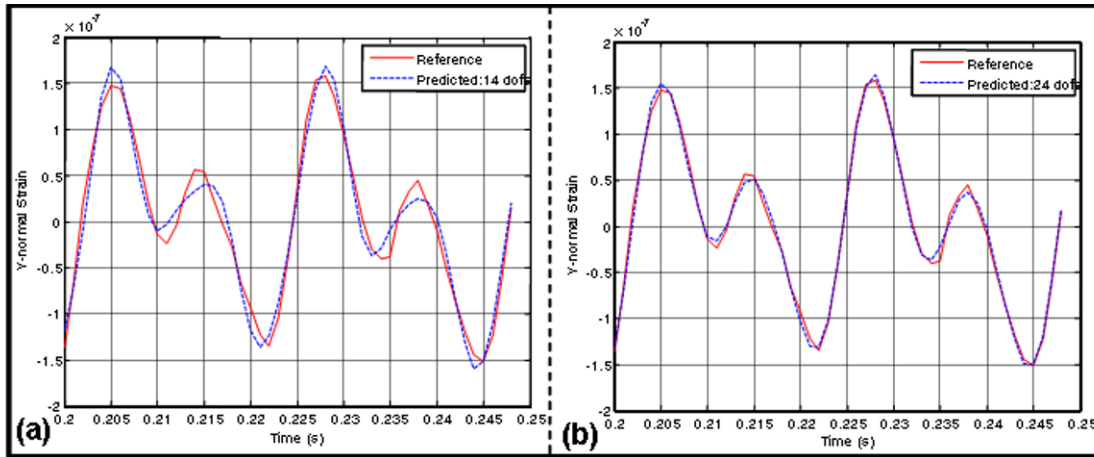 × 10⁻⁷
2
1.5
1
0.5
0
-0.5
-1
-1.5
-2
Y-normal Strain
Reference
Predicted:14 dofs
0.2 0.205 0.21 0.215 0.22 0.225 0.23 0.235 0.24 0.245 0.25
Time (s)
(a)
× 10⁻⁷
2
1.5
1
0.5
0
-0.5
-1
-1.5
-2
Y-normal Strain
Reference
Predicted:24 dofs
0.2 0.205 0.21 0.215 0.22 0.225 0.23 0.235 0.24 0.245 0.25
Time (s)
(b)